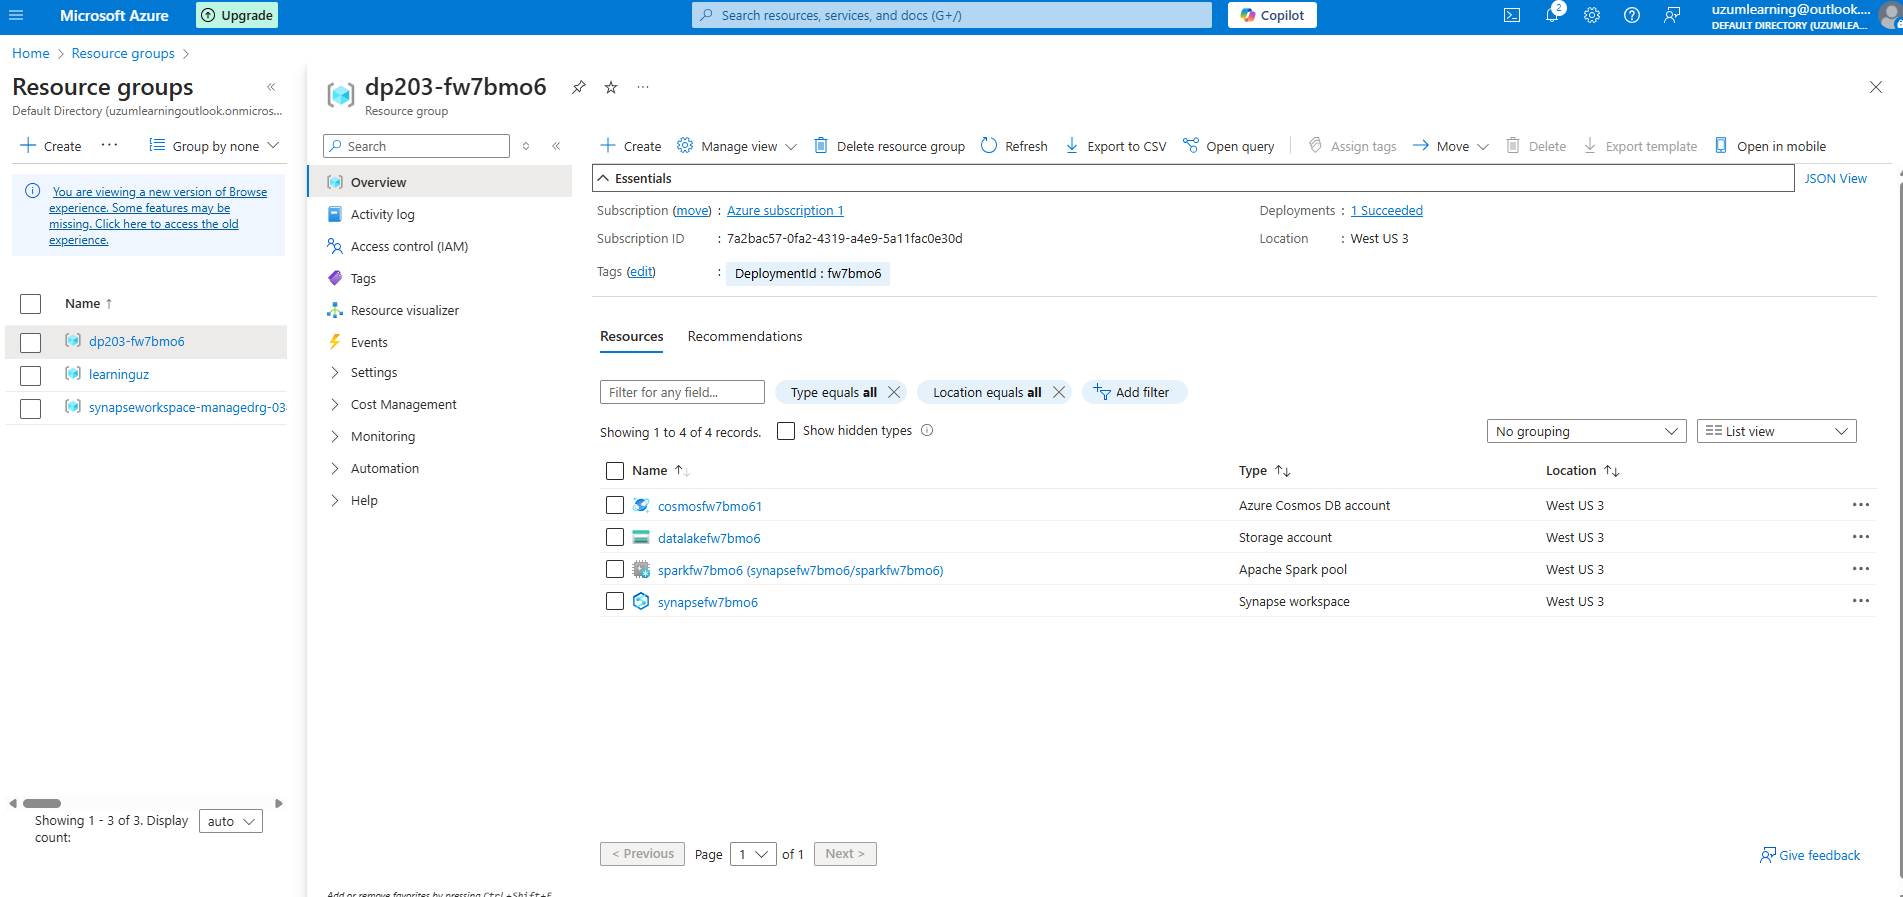 Microsoft Azure
Upgrade
Search resources, services, and docs (G+/)
Copilot
2
uzumlearning@outlook....
DEFAULT DIRECTORY (UZUMLEA...
Home > Resource groups >
Resource groups
Default Directory (uzumlearningoutlook.onmicros...
Create
Group by none
You are viewing a new version of Browse
experience. Some features may be
missing. Click here to access the old
experience.
Name ↑
dp203-fw7bmo6
learninguz
synapseworkspace-managedrg-03
Showing 1 - 3 of 3. Display
count:
auto
dp203-fw7bmo6
Resource group
Search
Overview
Activity log
Access control (IAM)
Tags
Resource visualizer
Events
Settings
Cost Management
Monitoring
Automation
Help
Add or remove favorites by pressing Ctrl+Shift+F
Create
Manage view
Delete resource group
Refresh
Export to CSV
Open query
Assign tags
Move
Delete
Export template
Open in mobile
Essentials
JSON View
Subscription (move) : Azure subscription 1
Deployments : 1 Succeeded
Subscription ID : 7a2bac57-0fa2-4319-a4e9-5a11fac0e30d
Location : West US 3
Tags (edit) : DeploymentId : fw7bmo6
Resources
Recommendations
Filter for any field...
Type equals all
Location equals all
Add filter
Showing 1 to 4 of 4 records.
Show hidden types
No grouping
List view
Name ↑↓
Type ↑↓
Location ↑↓
cosmosfw7bmo61
Azure Cosmos DB account
West US 3
datalakefw7bmo6
Storage account
West US 3
sparkfw7bmo6 (synapsefw7bmo6/sparkfw7bmo6)
Apache Spark pool
West US 3
synapsefw7bmo6
Synapse workspace
West US 3
< Previous
Page 1 of 1
Next >
Give feedback